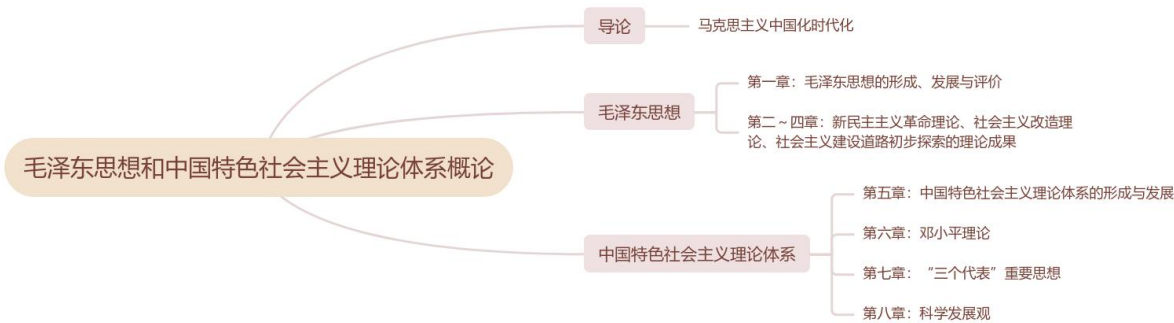 导论
马克思主义中国化时代化
第一章：毛泽东思想的形成、发展与评价
毛泽东思想
第二～四章：新民主主义革命理论、社会主义改造理
论、社会主义建设道路初步探索的理论成果
毛泽东思想和中国特色社会主义理论体系概论
第五章：中国特色社会主义理论体系的形成与发展
第六章：邓小平理论
中国特色社会主义理论体系
第七章：“三个代表”重要思想
第八章：科学发展观